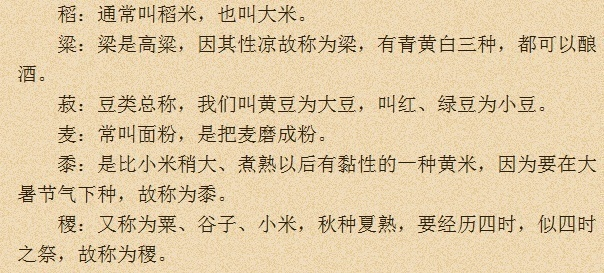 稻：通常叫稻米，也叫大米。
粱：梁是高粱，因其性凉故称为梁，有青黄白三种，都可以酿
酒。
菽：豆类总称，我们叫黄豆为大豆，叫红、绿豆为小豆。
麦：常叫面粉，是把麦磨成粉。
黍：是比小米稍大、煮熟以后有黏性的一种黄米，因为要在大
暑节气下种，故称为黍。
稷：又称为粟、谷子、小米，秋种夏熟，要经历四时，似四时
之祭，故称为稷。